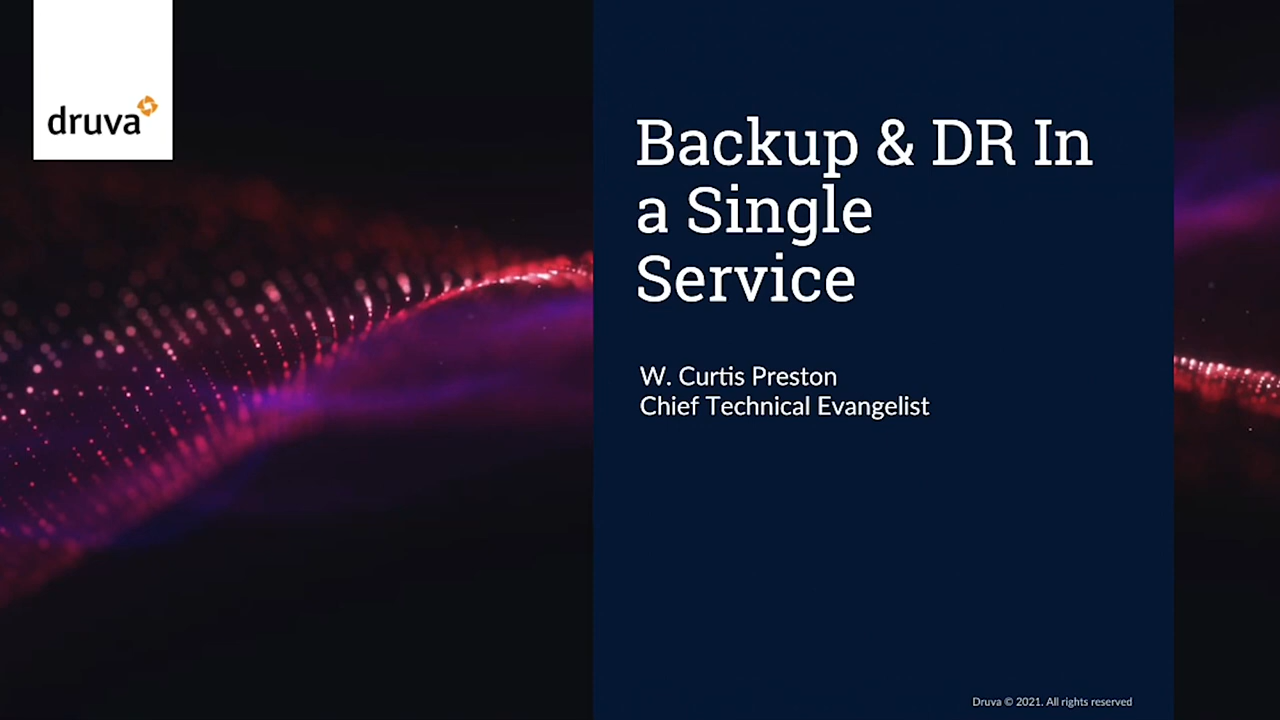 druva
Backup & DR In
a Single
Service
W. Curtis Preston
Chief Technical Evangelist
Druva © 2021. All rights reserved